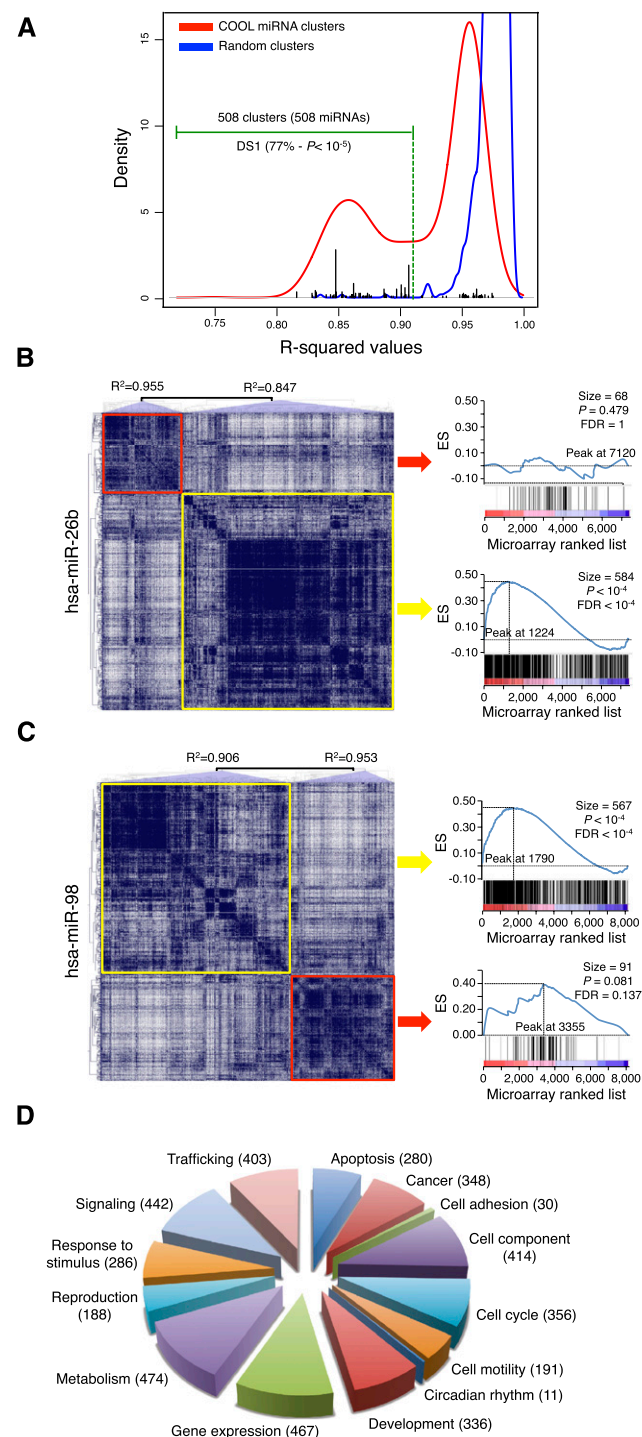 A
COOL miRNA clusters
Random clusters
508 clusters (508 miRNAs)
DS1 (77% - P< 10-5)
Density
15
10
5
0
0.75 0.80 0.85 0.90 0.95 1.00
R-squared values
B
R2=0.955 R2=0.847
hsa-miR-26b
ES
0.50
0.30
0.10
-0.10
Size = 68
P = 0.479
FDR = 1
Peak at 7120
0 2,000 4,000 6,000
Microarray ranked list
ES
0.50
0.30
0.10
-0.10
Size = 584
P < 10-4
FDR < 10-4
Peak at 1224
0 2,000 4,000 6,000
Microarray ranked list
C
R2=0.906 R2=0.953
hsa-miR-98
ES
0.50
0.30
0.10
-0.10
Size = 567
P < 10-4
FDR < 10-4
Peak at 1790
0 2,000 4,000 6,000 8,000
Microarray ranked list
ES
0.40
0.20
0.00
Size = 91
P = 0.081
FDR = 0.137
Peak at 3355
0 2,000 4,000 6,000 8,000
Microarray ranked list
D
Trafficking (403)
Apoptosis (280)
Cancer (348)
Cell adhesion (30)
Signaling (442)
Cell component
(414)
Response to
stimulus (286)
Reproduction
(188)
Cell cycle (356)
Metabolism (474)
Cell motility (191)
Circadian rhythm (11)
Development (336)
Gene expression (467)